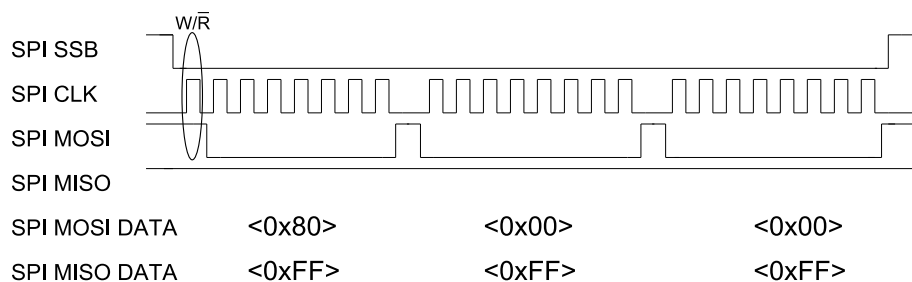 W/R̅
SPI SSB
SPI CLK
SPI MOSI
SPI MISO
SPI MOSI DATA <0x80> <0x00> <0x00>
SPI MISO DATA <0xFF> <0xFF> <0xFF>